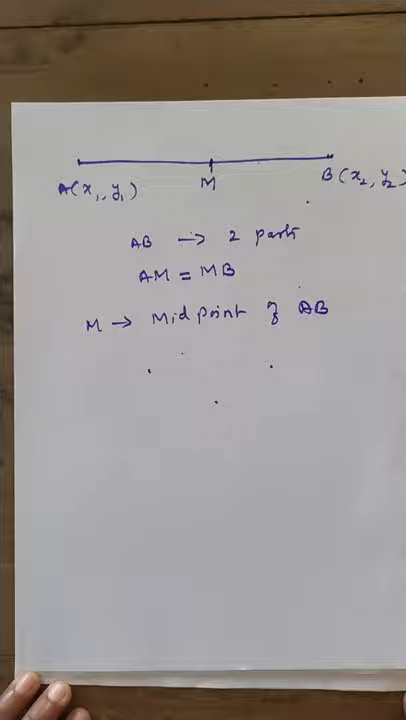 A(x₁, y₁) M B(x₂, y₂)
AB → 2 parts
AM = MB
M → Midpoint of AB